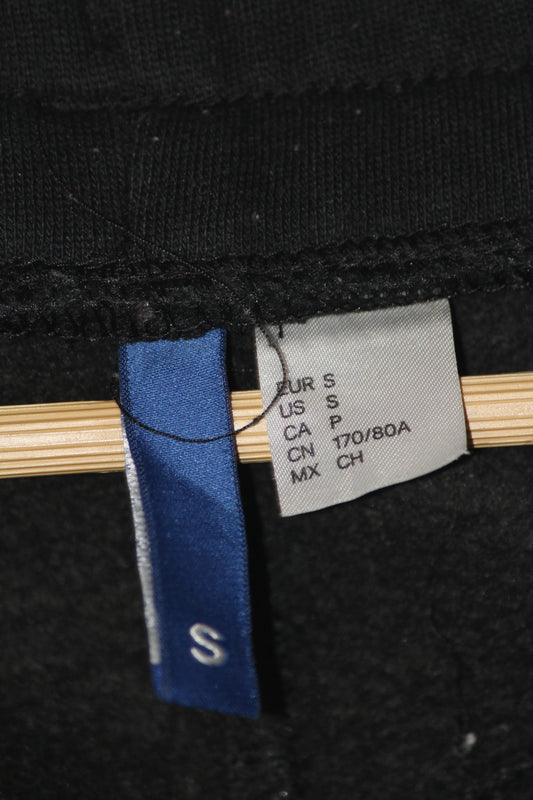 EUR S
US S
CA P
CN 170/80A
MX CH
S